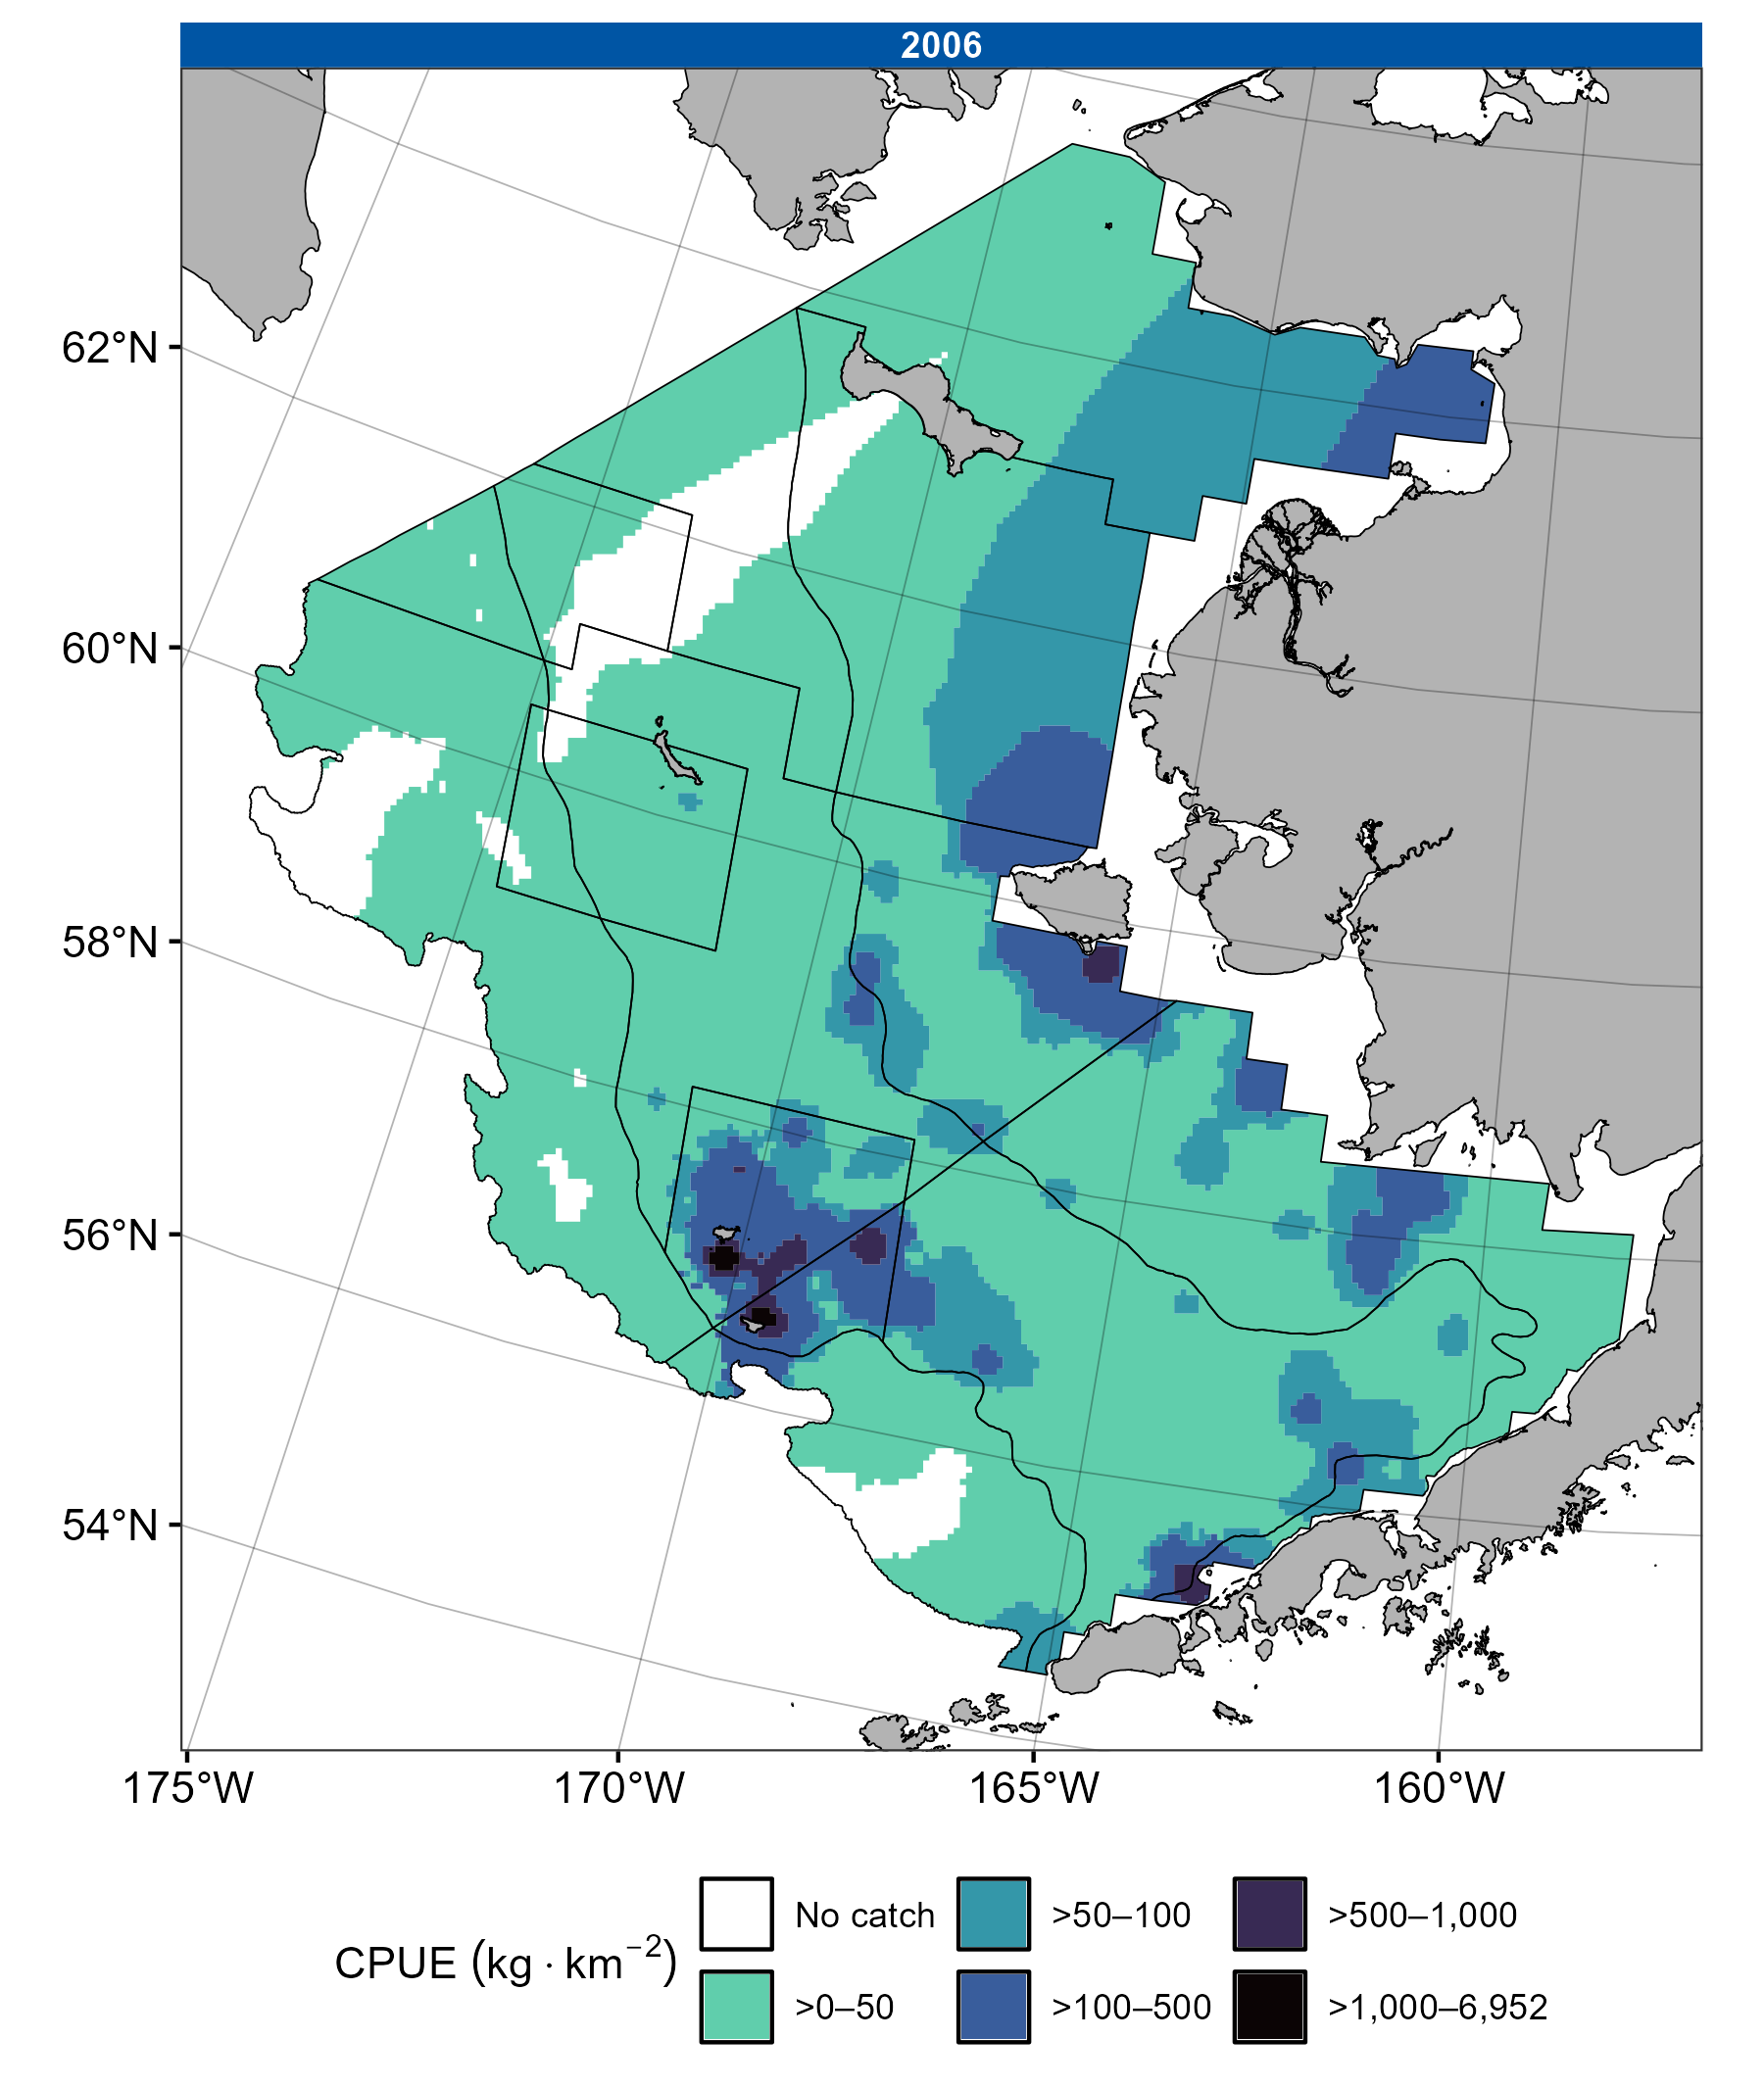 2006
62°N
60°N
58°N
56°N
54°N
175°W 170°W 165°W 160°W
CPUE (kg · km⁻²)
No catch >50–100 >500–1,000
>0–50 >100–500 >1,000–6,952